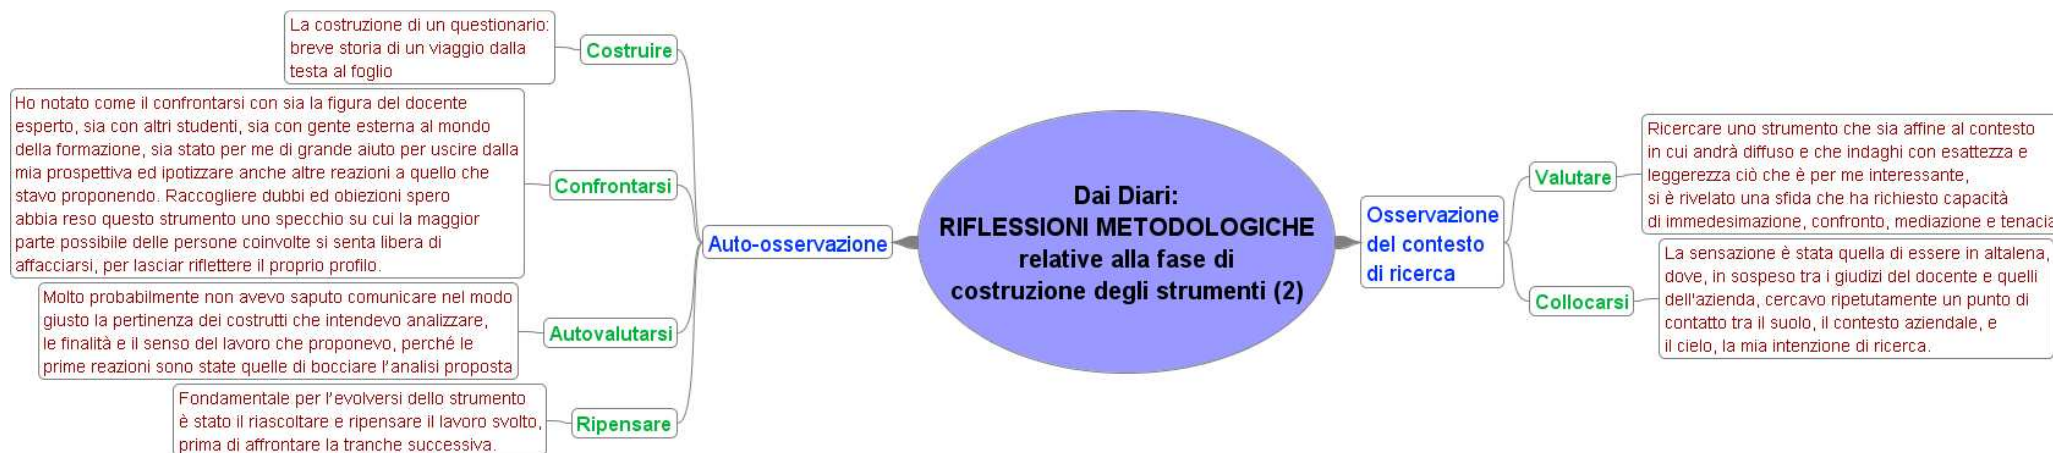 La costruzione di un questionario:
breve storia di un viaggio dalla
testa al foglio
Costruire
Ho notato come il confrontarsi con sia la figura del docente
esperto, sia con altri studenti, sia con gente esterna al mondo
della formazione, sia stato per me di grande aiuto per uscire dalla
mia prospettiva ed ipotizzare anche altre reazioni a quello che
stavo proponendo. Raccogliere dubbi ed obiezioni spero
abbia reso questo strumento uno specchio su cui la maggior
parte possibile delle persone coinvolte si senta libera di
affacciarsi, per lasciar riflettere il proprio profilo.
Confrontarsi
Molto probabilmente non avevo saputo comunicare nel modo
giusto la pertinenza dei costrutti che intendevo analizzare,
le finalità e il senso del lavoro che proponevo, perché le
prime reazioni sono state quelle di bocciare l'analisi proposta
Autovalutarsi
Fondamentale per l'evolversi dello strumento
è stato il riascoltare e ripensare il lavoro svolto,
prima di affrontare la tranche successiva.
Ripensare
Auto-osservazione
Dai Diari:
RIFLESSIONI METODOLOGICHE
relative alla fase di
costruzione degli strumenti (2)
Osservazione
del contesto
di ricerca
Valutare
Ricercare uno strumento che sia affine al contesto
in cui andrà diffuso e che indaghi con esattezza e
leggerezza ciò che è per me interessante,
si è rivelato una sfida che ha richiesto capacità
di immedesimazione, confronto, mediazione e tenacia
Collocarsi
La sensazione è stata quella di essere in altalena,
dove, in sospeso tra i giudizi del docente e quelli
dell'azienda, cercavo ripetutamente un punto di
contatto tra il suolo, il contesto aziendale, e
il cielo, la mia intenzione di ricerca.